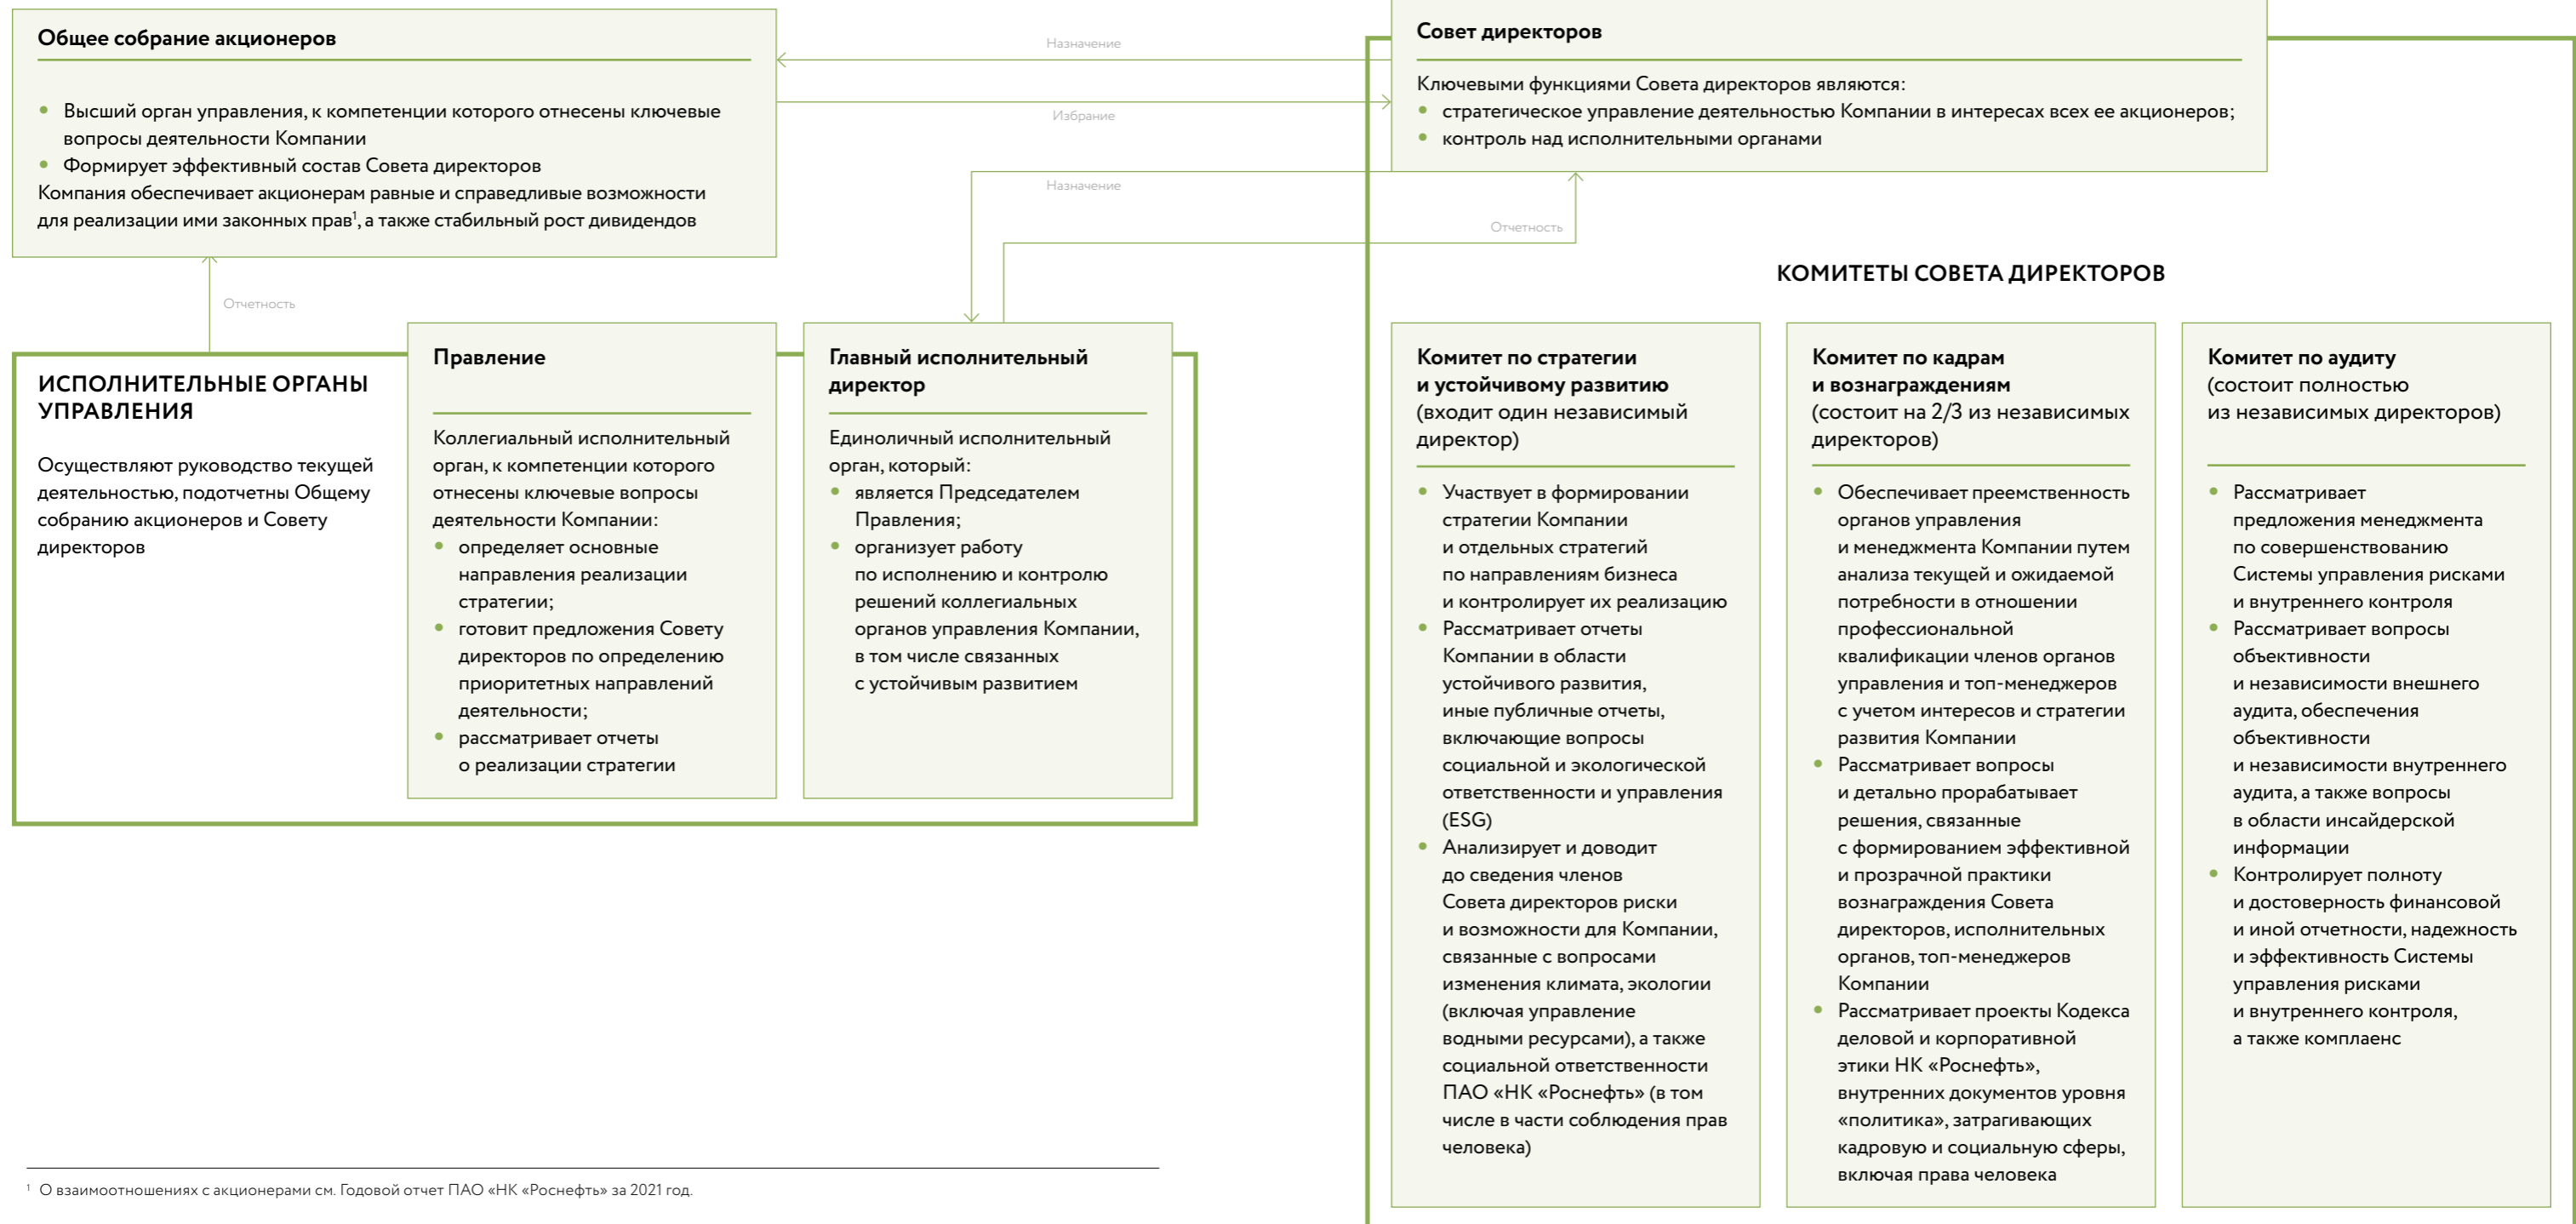 Общее собрание акционеров
• Высший орган управления, к компетенции которого отнесены ключевые
вопросы деятельности Компании
• Формирует эффективный состав Совета директоров
Компания обеспечивает акционерам равные и справедливые возможности
для реализации ими законных прав¹, а также стабильный рост дивидендов
Назначение
Избрание
Назначение
Отчетность
Отчетность
Совет директоров
Ключевыми функциями Совета директоров являются:
• стратегическое управление деятельностью Компании в интересах всех ее акционеров;
• контроль над исполнительными органами
ИСПОЛНИТЕЛЬНЫЕ ОРГАНЫ
УПРАВЛЕНИЯ
Осуществляют руководство текущей
деятельностью, подотчетны Общему
собранию акционеров и Совету
директоров
Правление
Коллегиальный исполнительный
орган, к компетенции которого
отнесены ключевые вопросы
деятельности Компании:
• определяет основные
направления реализации
стратегии;
• готовит предложения Совету
директоров по определению
приоритетных направлений
деятельности;
• рассматривает отчеты
о реализации стратегии
Главный исполнительный
директор
Единоличный исполнительный
орган, который:
• является Председателем
Правления;
• организует работу
по исполнению и контролю
решений коллегиальных
органов управления Компании,
в том числе связанных
с устойчивым развитием
КОМИТЕТЫ СОВЕТА ДИРЕКТОРОВ
Комитет по стратегии
и устойчивому развитию
(входит один независимый
директор)
• Участвует в формировании
стратегии Компании
и отдельных стратегий
по направлениям бизнеса
и контролирует их реализацию
• Рассматривает отчеты
Компании в области
устойчивого развития,
иные публичные отчеты,
включающие вопросы
социальной и экологической
ответственности и управления
(ESG)
• Анализирует и доводит
до сведения членов
Совета директоров риски
и возможности для Компании,
связанные с вопросами
изменения климата, экологии
(включая управление
водными ресурсами), а также
социальной ответственности
ПАО «НК «Роснефть» (в том
числе в части соблюдения прав
человека)
Комитет по кадрам
и вознаграждениям
(состоит на 2/3 из независимых
директоров)
• Обеспечивает преемственность
органов управления
и менеджмента Компании путем
анализа текущей и ожидаемой
потребности в отношении
профессиональной
квалификации членов органов
управления и топ-менеджеров
с учетом интересов и стратегии
развития Компании
• Рассматривает вопросы
и детально прорабатывает
решения, связанные
с формированием эффективной
и прозрачной практики
вознаграждения Совета
директоров, исполнительных
органов, топ-менеджеров
Компании
• Рассматривает проекты Кодекса
деловой и корпоративной
этики НК «Роснефть»,
внутренних документов уровня
«политика», затрагивающих
кадровую и социальную сферы,
включая права человека
Комитет по аудиту
(состоит полностью
из независимых директоров)
• Рассматривает
предложения менеджмента
по совершенствованию
Системы управления рисками
и внутреннего контроля
• Рассматривает вопросы
объективности
и независимости внешнего
аудита, обеспечения
объективности
и независимости внутреннего
аудита, а также вопросы
в области инсайдерской
информации
• Контролирует полноту
и достоверность финансовой
и иной отчетности, надежность
и эффективность Системы
управления рисками
и внутреннего контроля,
а также комплаенс
¹ О взаимоотношениях с акционерами см. Годовой отчет ПАО «НК «Роснефть» за 2021 год.